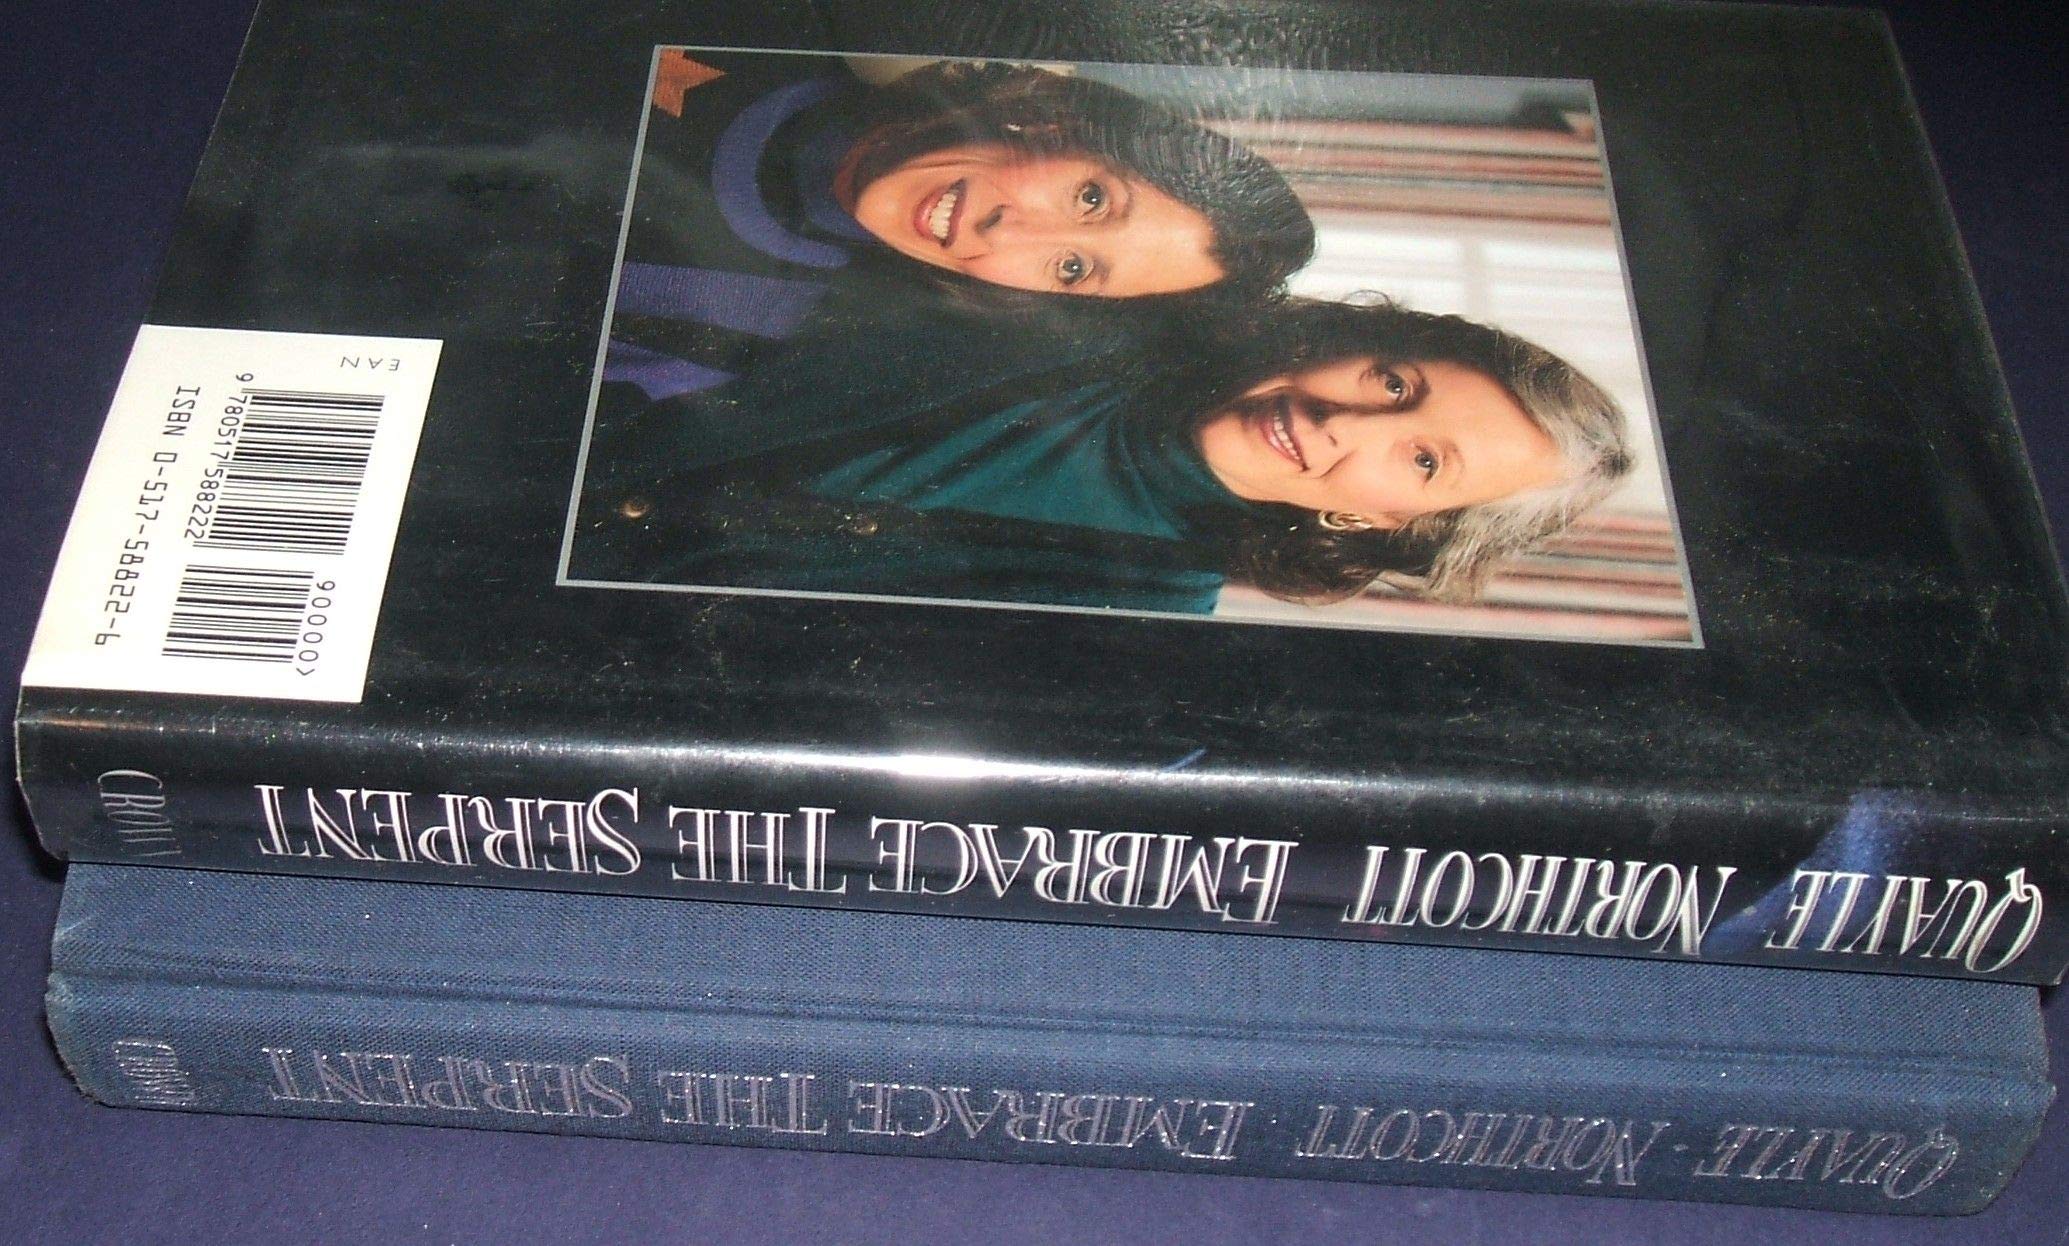 QUAYLE NORTHCOTT EMBRACE THE SERPENT CROWN
QUAYLE · NORTHCOTT · EMBRACE THE SERPENT CROWN
EAN
9 780517 588222
90000>
ISBN 0-517-58822-6